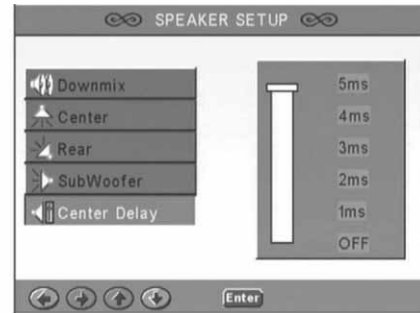 SPEAKER SETUP
Downmix
Center
Rear
SubWoofer
Center Delay
5ms
4ms
3ms
2ms
1ms
OFF
Enter